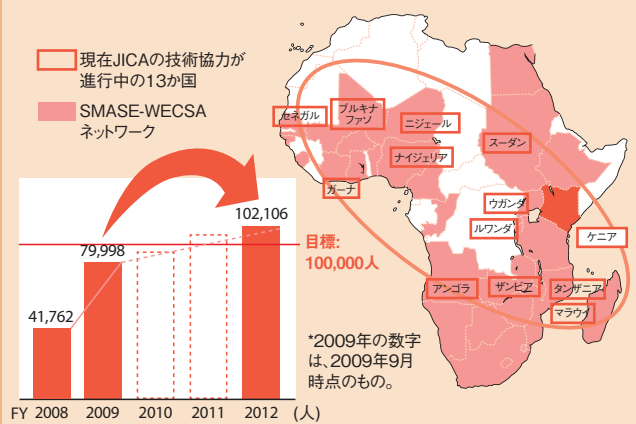 現在JICAの技術協力が
進行中の13か国
SMASE-WECSA
ネットワーク
セネガル
ブルキナ
ファソ
ニジェール
ナイジェリア
ガーナ
スーダン
ウガンダ
ルワンダ
ケニア
アンゴラ
ザンビア
タンザニア
マラウイ
102,106
79,998
41,762
目標:
100,000人
*2009年の数字
は、2009年9月
時点のもの。
FY 2008 2009 2010 2011 2012 (人)